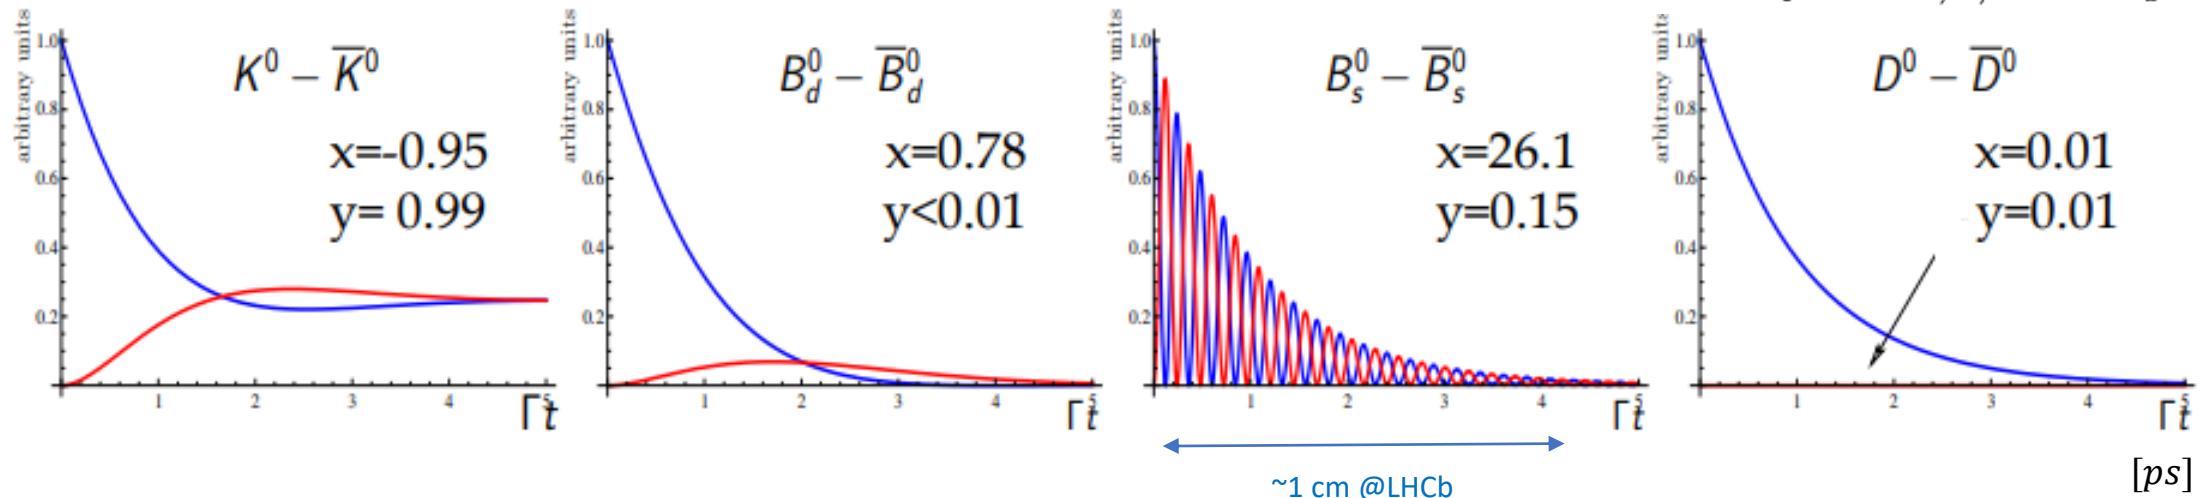 arbitrary units
1.0
0.8
0.6
0.4
0.2
K⁰ − K̅⁰
x=-0.95
y= 0.99
1 2 3 4 5
Γt
arbitrary units
1.0
0.8
0.6
0.4
0.2
B⁰_d − B̅⁰_d
x=0.78
y<0.01
1 2 3 4 5
Γt
arbitrary units
1.0
0.8
0.6
0.4
0.2
B⁰_s − B̅⁰_s
x=26.1
y=0.15
1 2 3 4 5
Γt
~1 cm @LHCb
arbitrary units
1.0
0.8
0.6
0.4
0.2
D⁰ − D̅⁰
x=0.01
y=0.01
1 2 3 4 5
Γt
[ps]